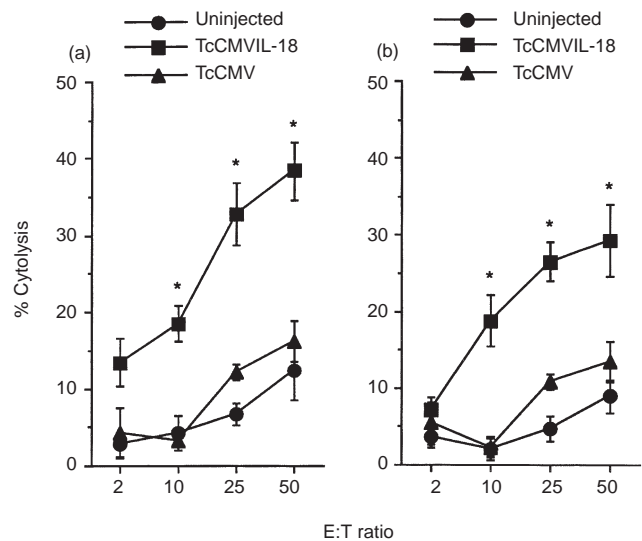 Uninjected
TcCMVIL-18
TcCMV
(a)
50
40
30
20
10
0
% Cytolysis
*
*
*
2
10
25
50
Uninjected
TcCMVIL-18
TcCMV
(b)
50
40
30
20
10
0
*
*
*
2
10
25
50
E:T ratio